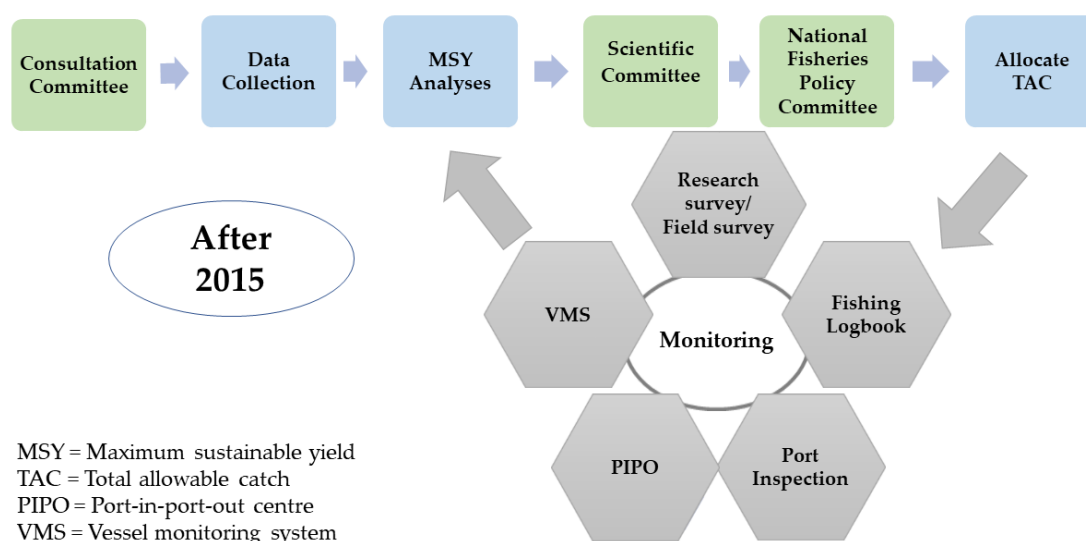 Consultation
Committee
Data
Collection
MSY
Analyses
Scientific
Committee
National
Fisheries
Policy
Committee
Allocate
TAC
After
2015
Research
survey/
Field survey
VMS
Monitoring
Fishing
Logbook
PIPO
Port
Inspection
MSY = Maximum sustainable yield
TAC = Total allowable catch
PIPO = Port-in-port-out centre
VMS = Vessel monitoring system